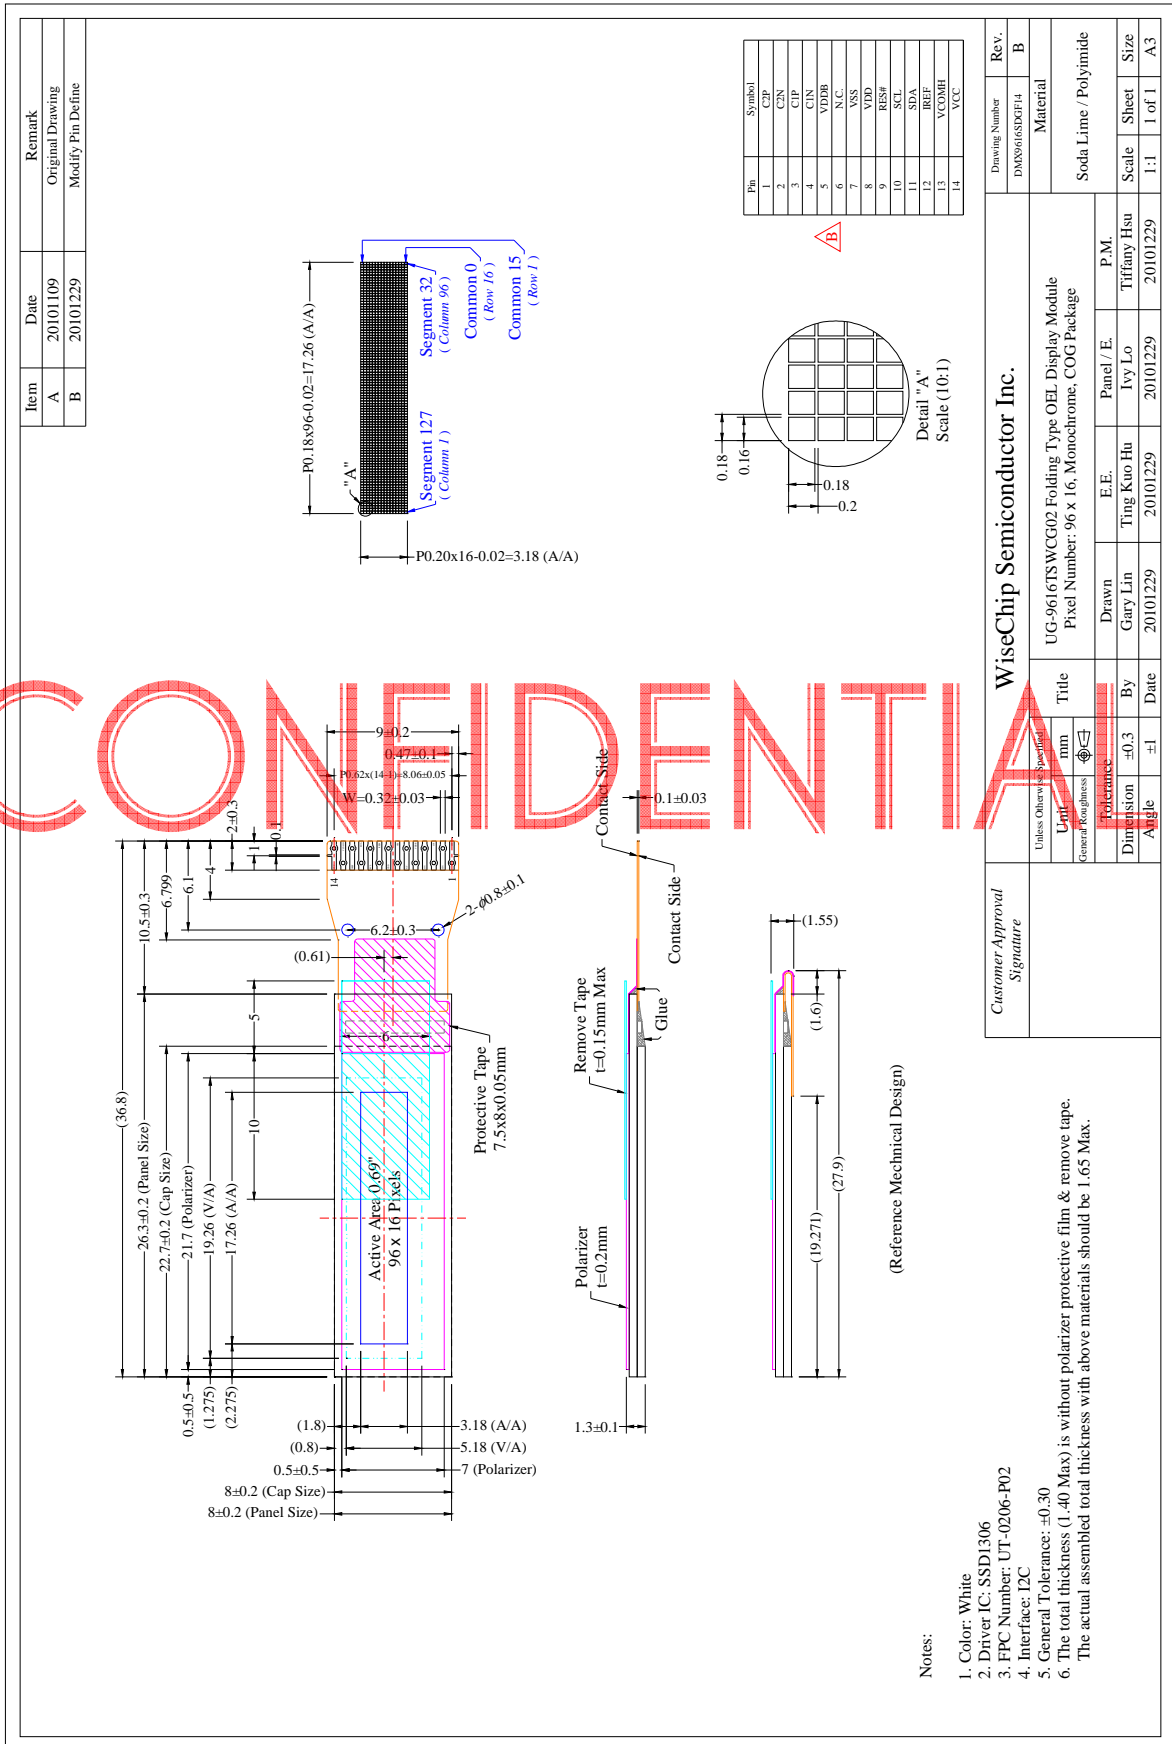 Item Date Remark
A 20101109 Original Drawing
B 20101229 Modify Pin Define
P0.18x96-0.02=17.26 (A/A)
"A"
P0.20x16-0.02=3.18 (A/A)
Segment 127
( Column 1 )
Segment 32
( Column 96 )
Common 0
( Row 16 )
Common 15
( Row 1 )
0.18
0.16
0.18
0.2
Detail "A"
Scale (10:1)
B
Pin Symbol
1 C2P
2 C2N
3 C1P
4 C1N
5 VDDB
6 N.C.
7 VSS
8 VDD
9 RES#
10 SCL
11 SDA
12 IREF
13 VCOMH
14 VCC
CONFIDENTIAL
(36.8)
26.3±0.2 (Panel Size)
10.5±0.3
22.7±0.2 (Cap Size)
6.799
21.7 (Polarizer)
6.1
19.26 (V/A)
4
17.26 (A/A)
2±0.3
1
0.1
10
5
6
0.5±0.5
(1.275)
(2.275)
9±0.2
0.47±0.1
P0.62x(14-1)=8.06±0.05
W=0.32±0.03
14
1
2-φ0.8±0.1
6.2±0.3
(0.61)
Protective Tape
7.5x8x0.05mm
Active Area 0.69"
96 x 16 Pixels
(1.8)
3.18 (A/A)
(0.8)
5.18 (V/A)
0.5±0.5
7 (Polarizer)
8±0.2 (Cap Size)
8±0.2 (Panel Size)
Polarizer
t=0.2mm
Remove Tape
t=0.15mm Max
Glue
Contact Side
Contact Side
0.1±0.03
1.3±0.1
(1.55)
(1.6)
(19.271)
(27.9)
(Reference Mechnical Design)
Notes:
1. Color: White
2. Driver IC: SSD1306
3. FPC Number: UT-0206-P02
4. Interface: I2C
5. General Tolerance: ±0.30
6. The total thickness (1.40 Max) is without polarizer protective film & remove tape.
The actual assembled total thickness with above materials should be 1.65 Max.
Customer Approval
Signature
WiseChip Semiconductor Inc.
Drawing Number Rev.
DMX9616SDGF14 B
Unless Otherwise Specified
Unit mm
General Roughness
Tolerance
Dimension ±0.3
Angle ±1
Title
UG-9616TSWCG02 Folding Type OEL Display Module
Pixel Number: 96 x 16, Monochrome, COG Package
Material
Soda Lime / Polyimide
Drawn E.E. Panel / E. P.M.
By Gary Lin Ting Kuo Hu Ivy Lo Tiffany Hsu
Date 20101229 20101229 20101229 20101229
Scale Sheet Size
1:1 1 of 1 A3